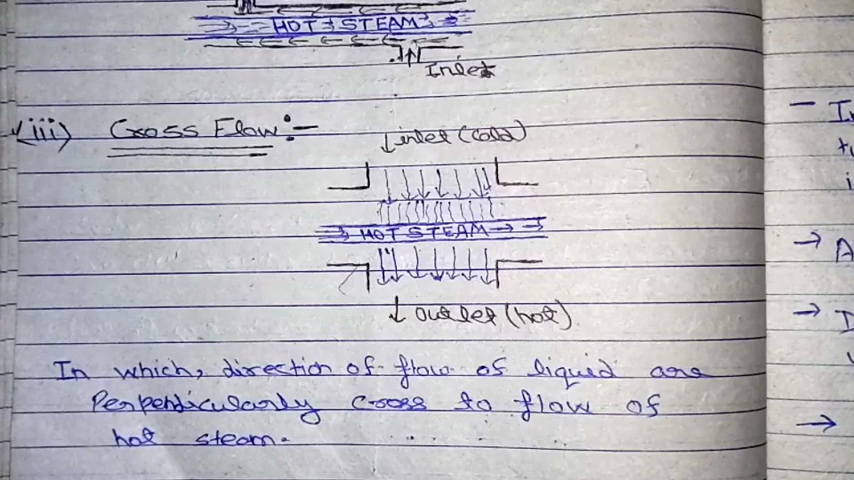 HOT STEAM
Inlet
(iii) Cross Flow :-
inlet (cold)
HOT STEAM
outlet (hot)
In which, direction of flow of liquid are
Perpendicularly cross to flow of
hot steam.